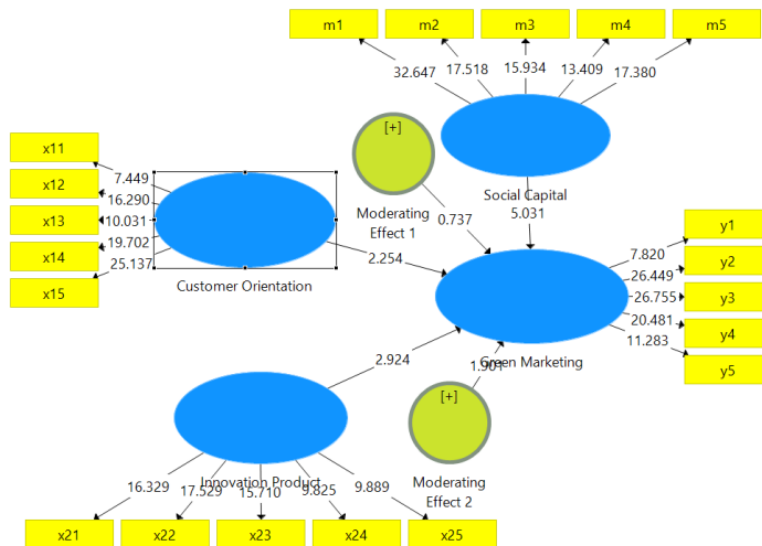 m1 m2 m3 m4 m5
32.647 17.518 15.934 13.409 17.380
[+]
Social Capital
Moderating
Effect 1
0.737
5.031
x11
x12
x13
x14
x15
7.449
16.290
10.031
19.702
25.137
Customer Orientation
2.254
y1
y2
y3
y4
y5
7.820
26.449
26.755
20.481
11.283
Green Marketing
2.924
1.901
[+]
Moderating
Effect 2
Innovation Product
16.329 17.529 15.710 9.825 9.889
x21 x22 x23 x24 x25